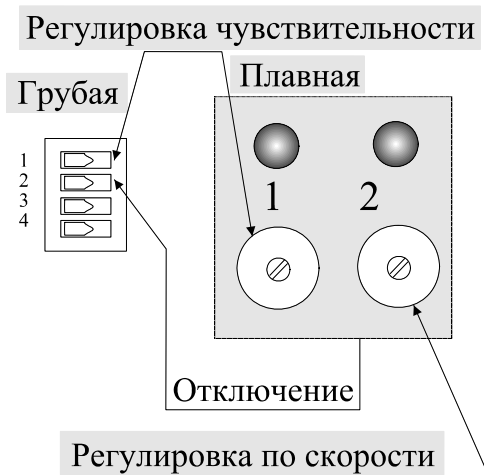 Регулировка чувствительности
Плавная
Грубая
1
2
3
4
1 2
Отключение
Регулировка по скорости